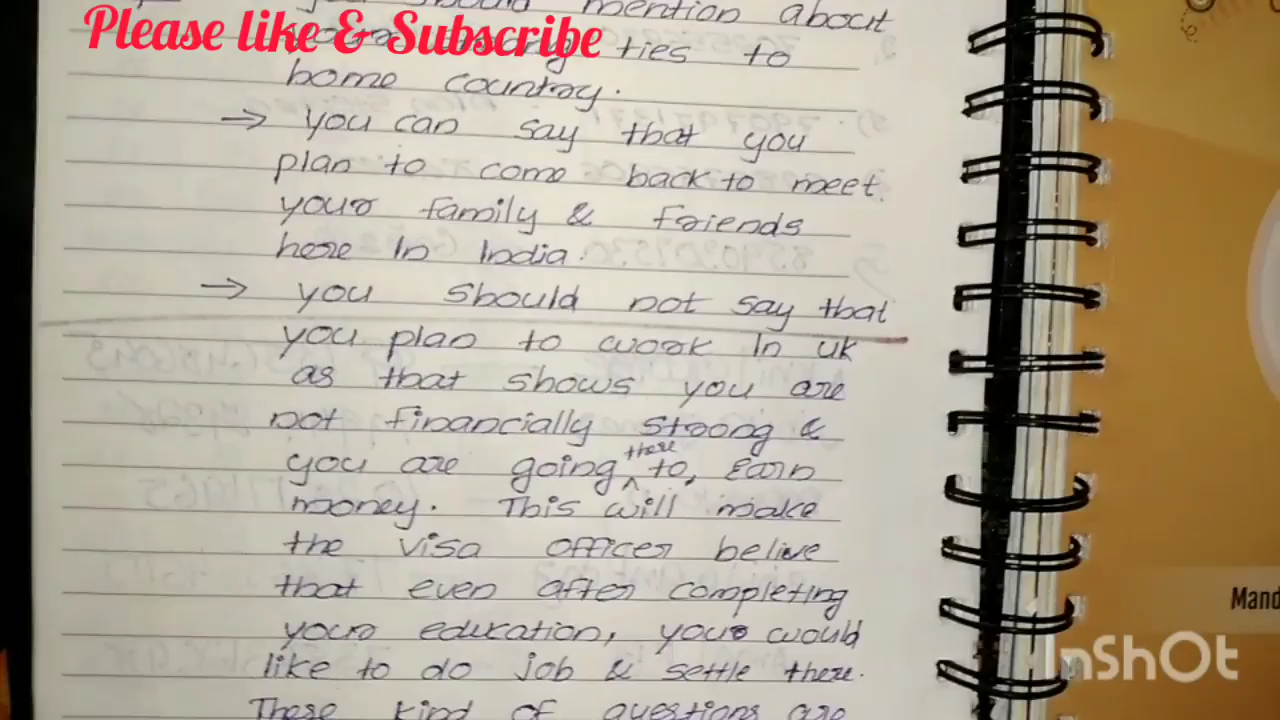 should mention about
Please like & Subscribe
strong ties to
home country.
→ you can say that you
plan to come back to meet
your family & friends
here In India.
→ you should not say that
you plan to work In UK
as that shows you are
not financially strong &
there
you are going to, Earn
money. This will make
the visa officer belive
that even after completing
your education, you would
like to do job & settle there.
These kind of questions are
Mand
InShOt